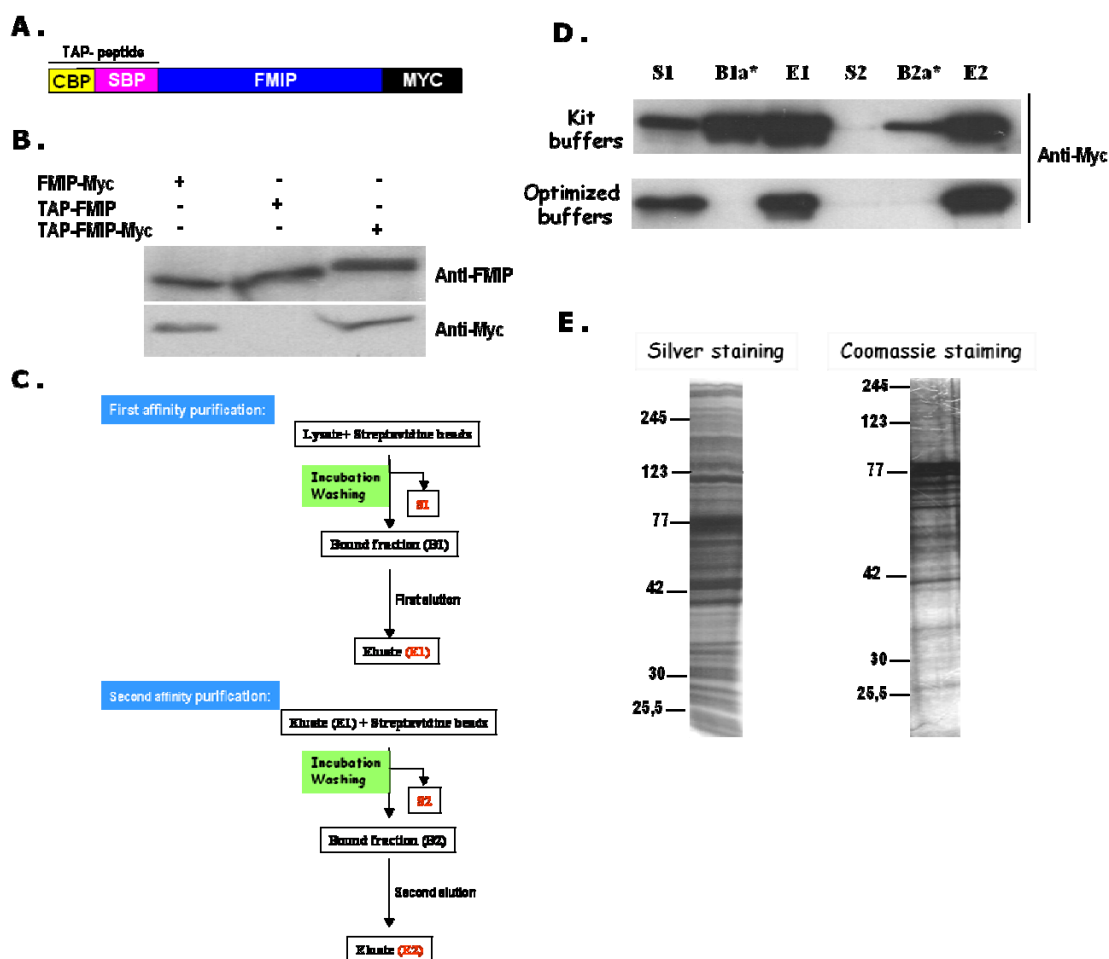 A.
TAP- peptide
CBP SBP FMIP MYC
B.
FMIP-Myc + - -
TAP-FMIP - + -
TAP-FMIP-Myc - - +
Anti-FMIP
Anti-Myc
C.
First affinity purification:
Lysate+ Streptavidine beads
Incubation
Washing
S1
Bound fraction (B1)
First elution
Eluate (E1)
Second affinity purification:
Eluate (E1) + Streptavidine beads
Incubation
Washing
S2
Bound fraction (B2)
Second elution
Eluate (E2)
D.
S1 B1a* E1 S2 B2a* E2
Kit
buffers
Optimized
buffers
Anti-Myc
E.
Silver staining
245
123
77
42
30
25,5
Coomassie staiming
245
123
77
42
30
25,5